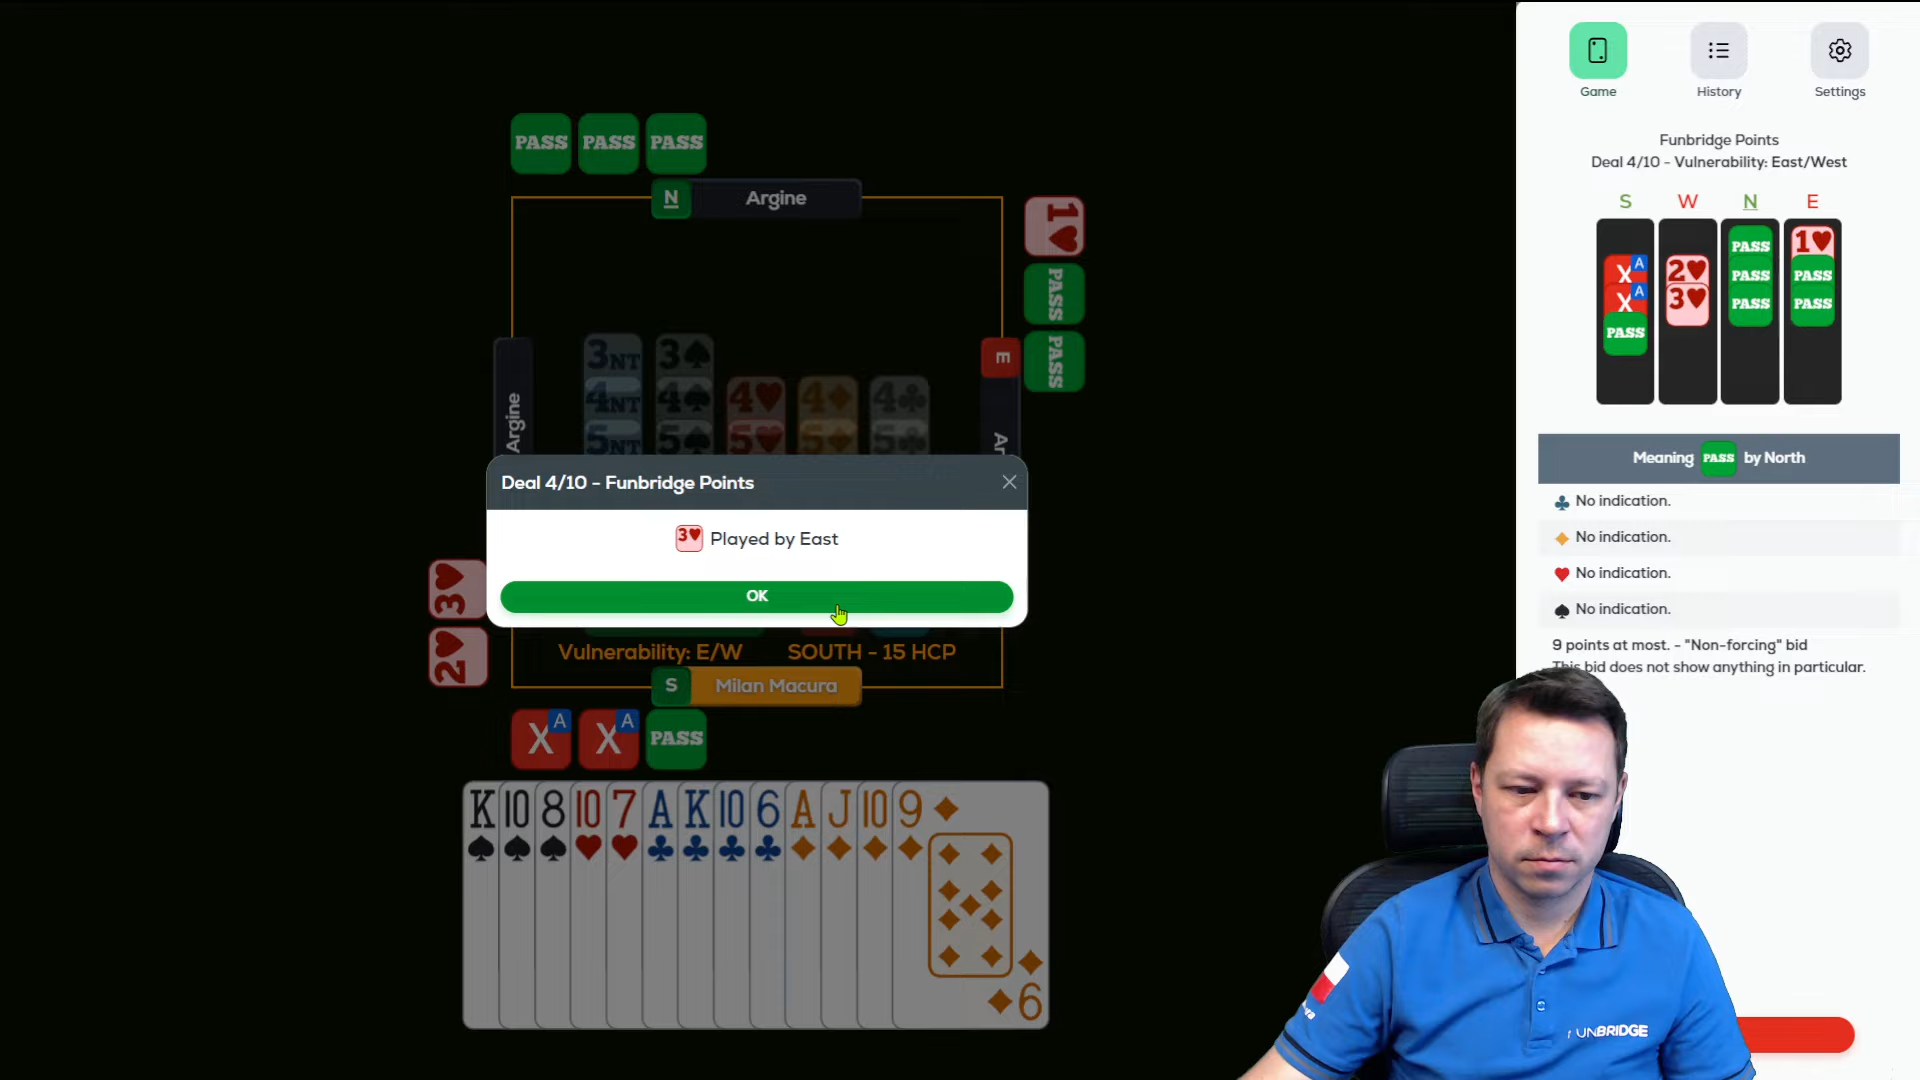 Game
History
Settings
Funbridge Points
Deal 4/10 - Vulnerability: East/West
S W N E
PASS 1♥
X A 2♥ PASS PASS
X A 3♥ PASS PASS
PASS
Meaning PASS by North
♣ No indication.
♦ No indication.
♥ No indication.
♠ No indication.
9 points at most. - "Non-forcing" bid
This bid does not show anything in particular.
PASS PASS PASS
N Argine
1♥
PASS
PASS
E
Argine
3NT 3♠
4NT 4♠ 4♥ 4♦ 4♣
5NT 5♠ 5♥ 5♦ 5♣
Deal 4/10 - Funbridge Points
3♥ Played by East
OK
3♥
2♥
Vulnerability: E/W SOUTH - 15 HCP
S Milan Macura
X A X A PASS
K♠ 10♠ 8♠ 10♥ 7♥ A♣ K♣ 10♣ 6♣ A♦ J♦ 10♦ 9♦
9♦
FUNBRIDGE